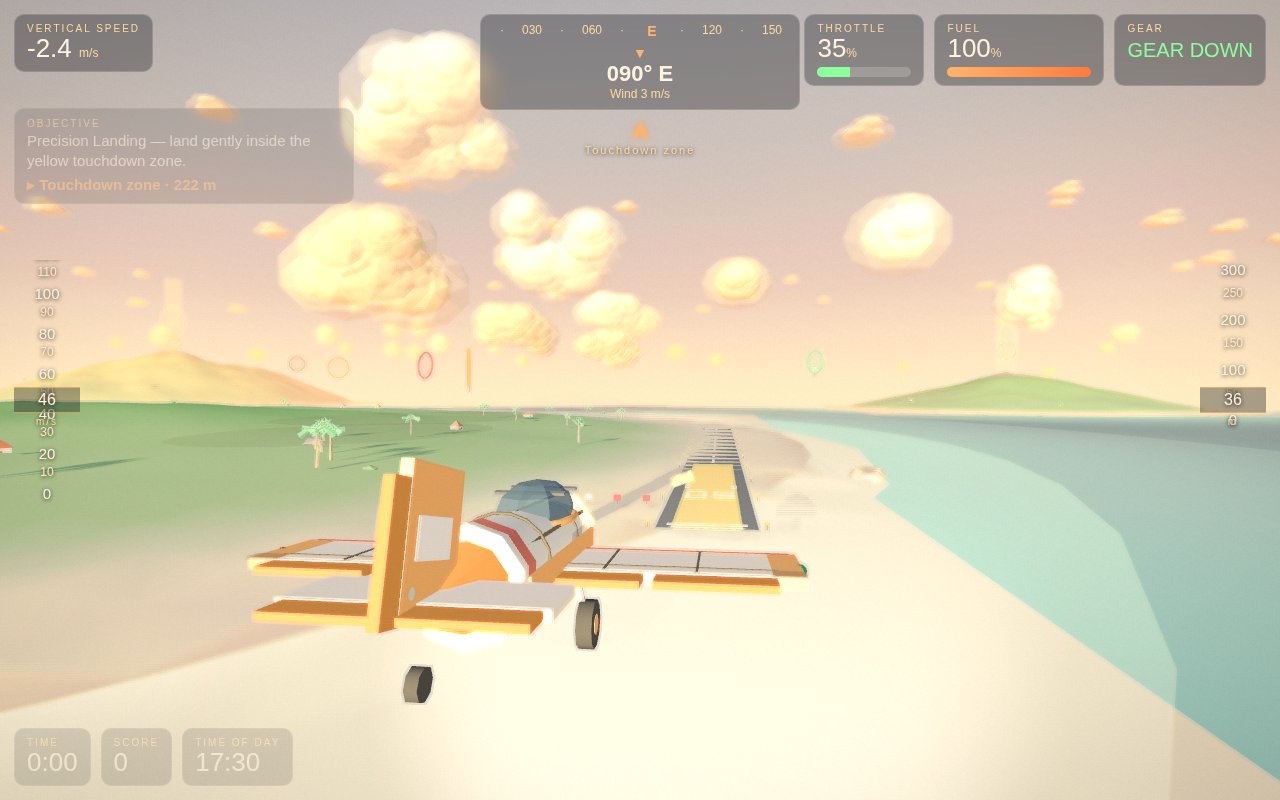 VERTICAL SPEED
-2.4 m/s
· 030 · 060 · E · 120 · 150
▼
090° E
Wind 3 m/s
THROTTLE
35%
FUEL
100%
GEAR
GEAR DOWN
OBJECTIVE
Precision Landing — land gently inside the
yellow touchdown zone.
▸ Touchdown zone · 222 m
Touchdown zone
110
100
90
80
70
60
46
40
m/s
30
20
10
0
300
250
200
150
100
36
TIME
0:00
SCORE
0
TIME OF DAY
17:30